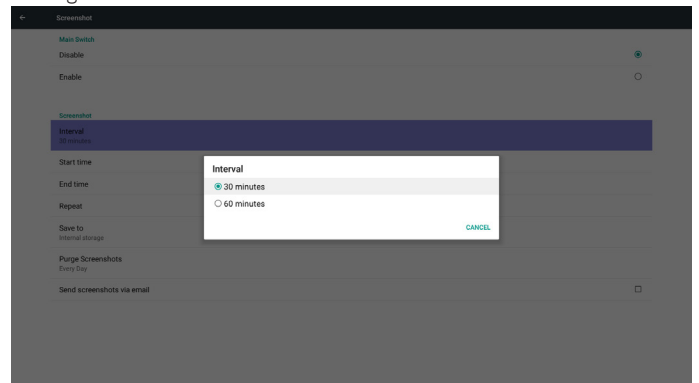 Screenshot
Main Switch
Disable
Enable
Screenshot
Interval
30 minutes
Start time
End time
Repeat
Save to
Internal storage
Purge Screenshots
Every Day
Send screenshots via email
Interval
30 minutes
60 minutes
CANCEL